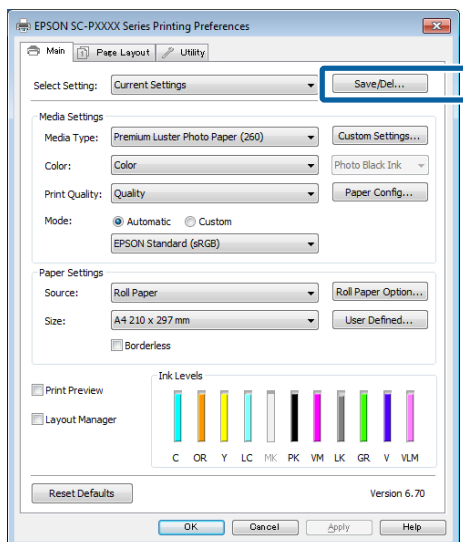 EPSON SC-PXXXX Series Printing Preferences
Main Page Layout Utility
Select Setting: Current Settings Save/Del...
Media Settings
Media Type: Premium Luster Photo Paper (260) Custom Settings...
Color: Color Photo Black Ink
Print Quality: Quality Paper Config...
Mode: Automatic Custom
EPSON Standard (sRGB)
Paper Settings
Source: Roll Paper Roll Paper Option...
Size: A4 210 x 297 mm User Defined...
Borderless
Ink Levels
Print Preview
Layout Manager
C OR Y LC MK PK VM LK GR V VLM
Reset Defaults Version 6.70
OK Cancel Apply Help